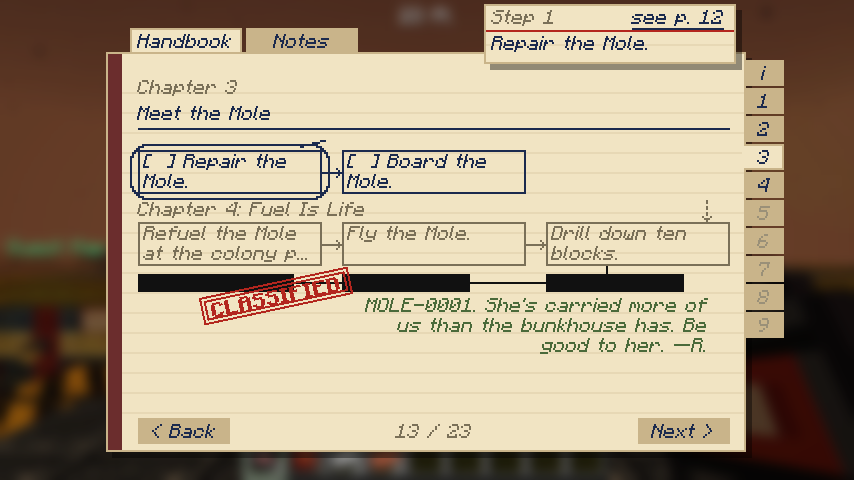 Handbook
Notes
Step 1
see p. 12
Repair the Mole.
Chapter 3
Meet the Mole
[ ] Repair the
Mole.
[ ] Board the
Mole.
Chapter 4: Fuel Is Life
Refuel the Mole
at the colony p...
Fly the Mole.
Drill down ten
blocks.
CLASSIFIED
MOLE-0001. She's carried more of
us than the bunkhouse has. Be
good to her. —R.
i
1
2
3
4
5
6
7
8
9
< Back
13 / 23
Next >